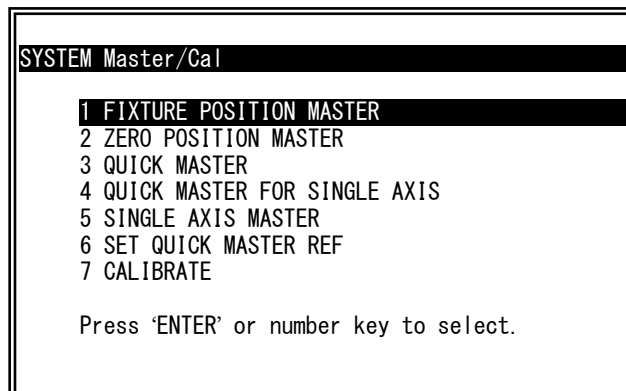 SYSTEM Master/Cal
1 FIXTURE POSITION MASTER
2 ZERO POSITION MASTER
3 QUICK MASTER
4 QUICK MASTER FOR SINGLE AXIS
5 SINGLE AXIS MASTER
6 SET QUICK MASTER REF
7 CALIBRATE
Press ‘ENTER’ or number key to select.